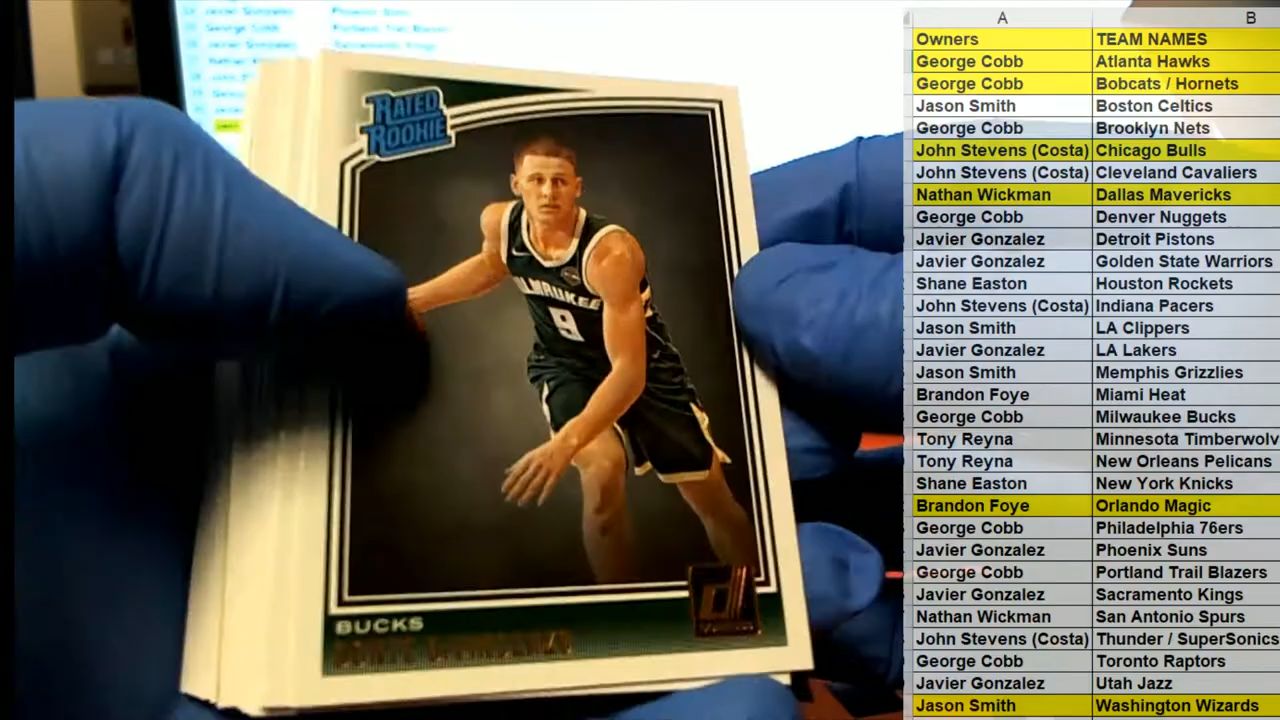 George Cobb
RATED
ROOKIE
MILWAUKEE
9
BUCKS
A B
Owners TEAM NAMES
George Cobb Atlanta Hawks
George Cobb Bobcats / Hornets
Jason Smith Boston Celtics
George Cobb Brooklyn Nets
John Stevens (Costa) Chicago Bulls
John Stevens (Costa) Cleveland Cavaliers
Nathan Wickman Dallas Mavericks
George Cobb Denver Nuggets
Javier Gonzalez Detroit Pistons
Javier Gonzalez Golden State Warriors
Shane Easton Houston Rockets
John Stevens (Costa) Indiana Pacers
Jason Smith LA Clippers
Javier Gonzalez LA Lakers
Jason Smith Memphis Grizzlies
Brandon Foye Miami Heat
George Cobb Milwaukee Bucks
Tony Reyna Minnesota Timberwolv
Tony Reyna New Orleans Pelicans
Shane Easton New York Knicks
Brandon Foye Orlando Magic
George Cobb Philadelphia 76ers
Javier Gonzalez Phoenix Suns
George Cobb Portland Trail Blazers
Javier Gonzalez Sacramento Kings
Nathan Wickman San Antonio Spurs
John Stevens (Costa) Thunder / SuperSonics
George Cobb Toronto Raptors
Javier Gonzalez Utah Jazz
Jason Smith Washington Wizards